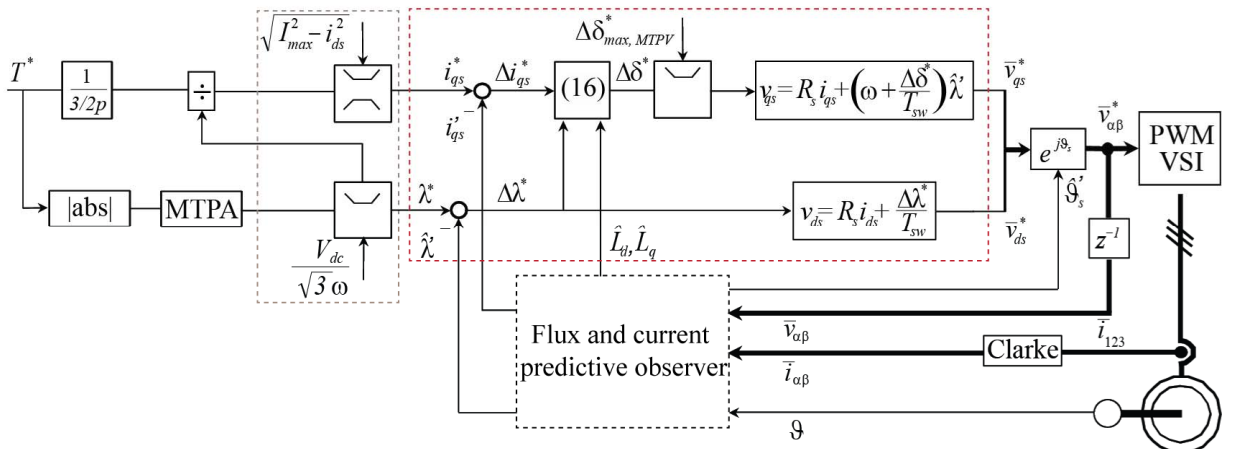 √(I²max − i²ds)
Δδ*max, MTPV
T*
1
3/2p
÷
i*qs
Δi*qs
(16)
Δδ*
vqs = Rs iqs + (ω + Δδ*/Tsw) λ̂'
v̄*qs
i'qs
−
v̄*αβ
PWM
VSI
e^jϑs
|abs|
MTPA
λ*
Δλ*
vds = Rs ids + Δλ*/Tsw
v̄*ds
ϑ̂'s
λ̂'
−
L̂d, L̂q
z⁻¹
Vdc
√3 ω
Flux and current
predictive observer
v̄αβ
ī123
Clarke
īαβ
ϑ